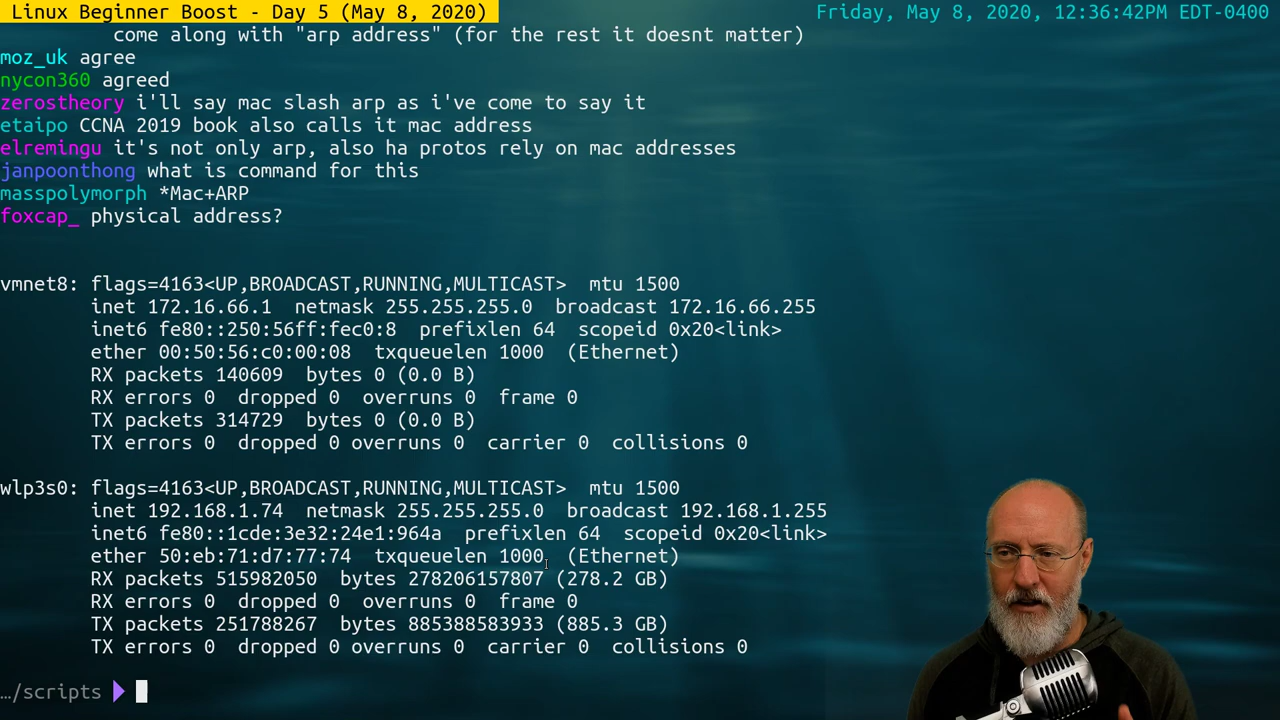 Linux Beginner Boost - Day 5 (May 8, 2020)
Friday, May 8, 2020, 12:36:42PM EDT-0400
come along with "arp address" (for the rest it doesnt matter)
moz_uk agree
nycon360 agreed
zerostheory i'll say mac slash arp as i've come to say it
etaipo CCNA 2019 book also calls it mac address
elremingu it's not only arp, also ha protos rely on mac addresses
janpoonthong what is command for this
masspolymorph *Mac+ARP
foxcap_ physical address?
vmnet8: flags=4163<UP,BROADCAST,RUNNING,MULTICAST>  mtu 1500
inet 172.16.66.1  netmask 255.255.255.0  broadcast 172.16.66.255
inet6 fe80::250:56ff:fec0:8  prefixlen 64  scopeid 0x20<link>
ether 00:50:56:c0:00:08  txqueuelen 1000  (Ethernet)
RX packets 140609  bytes 0 (0.0 B)
RX errors 0  dropped 0  overruns 0  frame 0
TX packets 314729  bytes 0 (0.0 B)
TX errors 0  dropped 0 overruns 0  carrier 0  collisions 0
wlp3s0: flags=4163<UP,BROADCAST,RUNNING,MULTICAST>  mtu 1500
inet 192.168.1.74  netmask 255.255.255.0  broadcast 192.168.1.255
inet6 fe80::1cde:3e32:24e1:964a  prefixlen 64  scopeid 0x20<link>
ether 50:eb:71:d7:77:74  txqueuelen 1000  (Ethernet)
RX packets 515982050  bytes 278206157807 (278.2 GB)
RX errors 0  dropped 0  overruns 0  frame 0
TX packets 251788267  bytes 885388583933 (885.3 GB)
TX errors 0  dropped 0 overruns 0  carrier 0  collisions 0
…/scripts